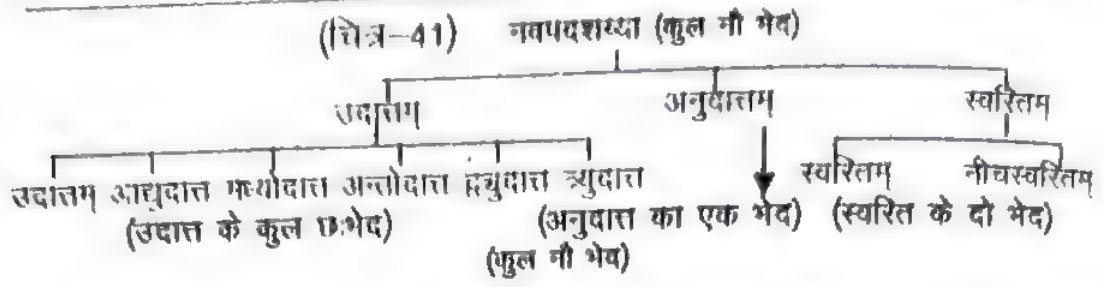 (चित्र-41) नवपदशय्या (कुल नौ भेद)
उदात्तम् अनुदात्तम् स्वरितम्
उदात्तम् आद्युदात्त मध्योदात्त अन्तोदात्त द्व्युदात्त त्र्युदात्त स्वरितम् नीचस्वरितम्
(उदात्त के कुल छःभेद) (अनुदात्त का एक भेद) (स्वरित के दो भेद)
(कुल नौ भेद)